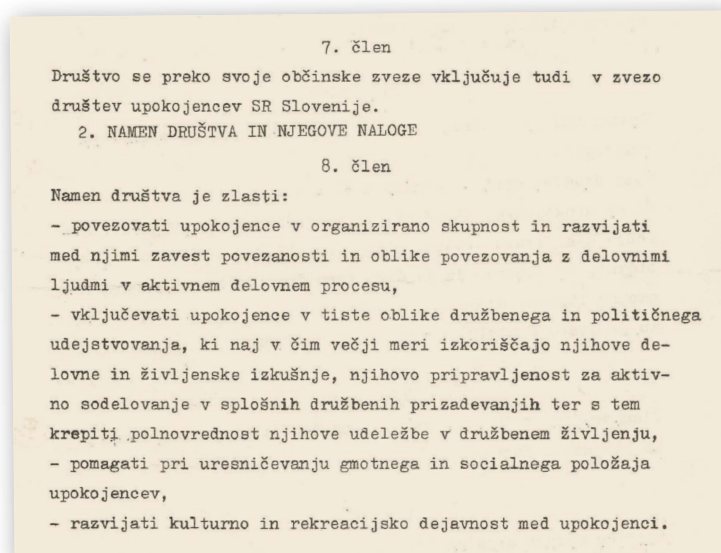 7. člen
Društvo se preko svoje občinske zveze vključuje tudi v zvezo
društev upokojencev SR Slovenije.
2. NAMEN DRUŠTVA IN NJEGOVE NALOGE
8. člen
Namen društva je zlasti:
- povezovati upokojence v organizirano skupnost in razvijati
med njimi zavest povezanosti in oblike povezovanja z delovnimi
ljudmi v aktivnem delovnem procesu,
- vključevati upokojence v tiste oblike družbenega in političnega
udejstvovanja, ki naj v čim večji meri izkoriščajo njihove de-
lovne in življenske izkušnje, njihovo pripravljenost za aktiv-
no sodelovanje v splošnih družbenih prizadevanjih ter s tem
krepiti polnovrednost njihove udeležbe v družbenem življenju,
- pomagati pri uresničevanju gmotnega in socialnega položaja
upokojencev,
- razvijati kulturno in rekreacijsko dejavnost med upokojenci.